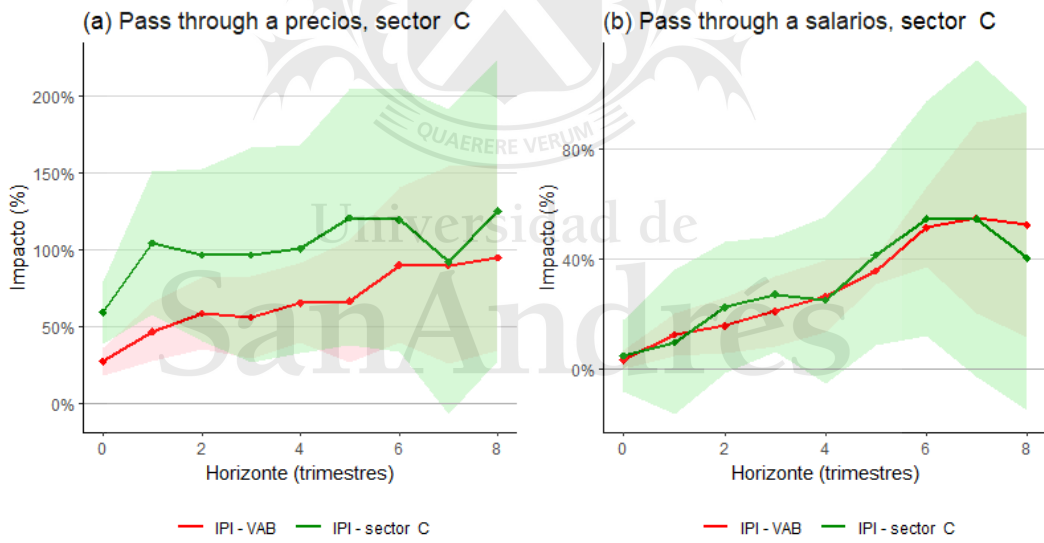 (a) Pass through a precios, sector C
Impacto (%)
200%
150%
100%
50%
0%
0 2 4 6 8
Horizonte (trimestres)
IPI - VAB IPI - sector C
(b) Pass through a salarios, sector C
Impacto (%)
80%
40%
0%
0 2 4 6 8
Horizonte (trimestres)
IPI - VAB IPI - sector C
QUAERERE VERUM
Universidad de
SanAndrés